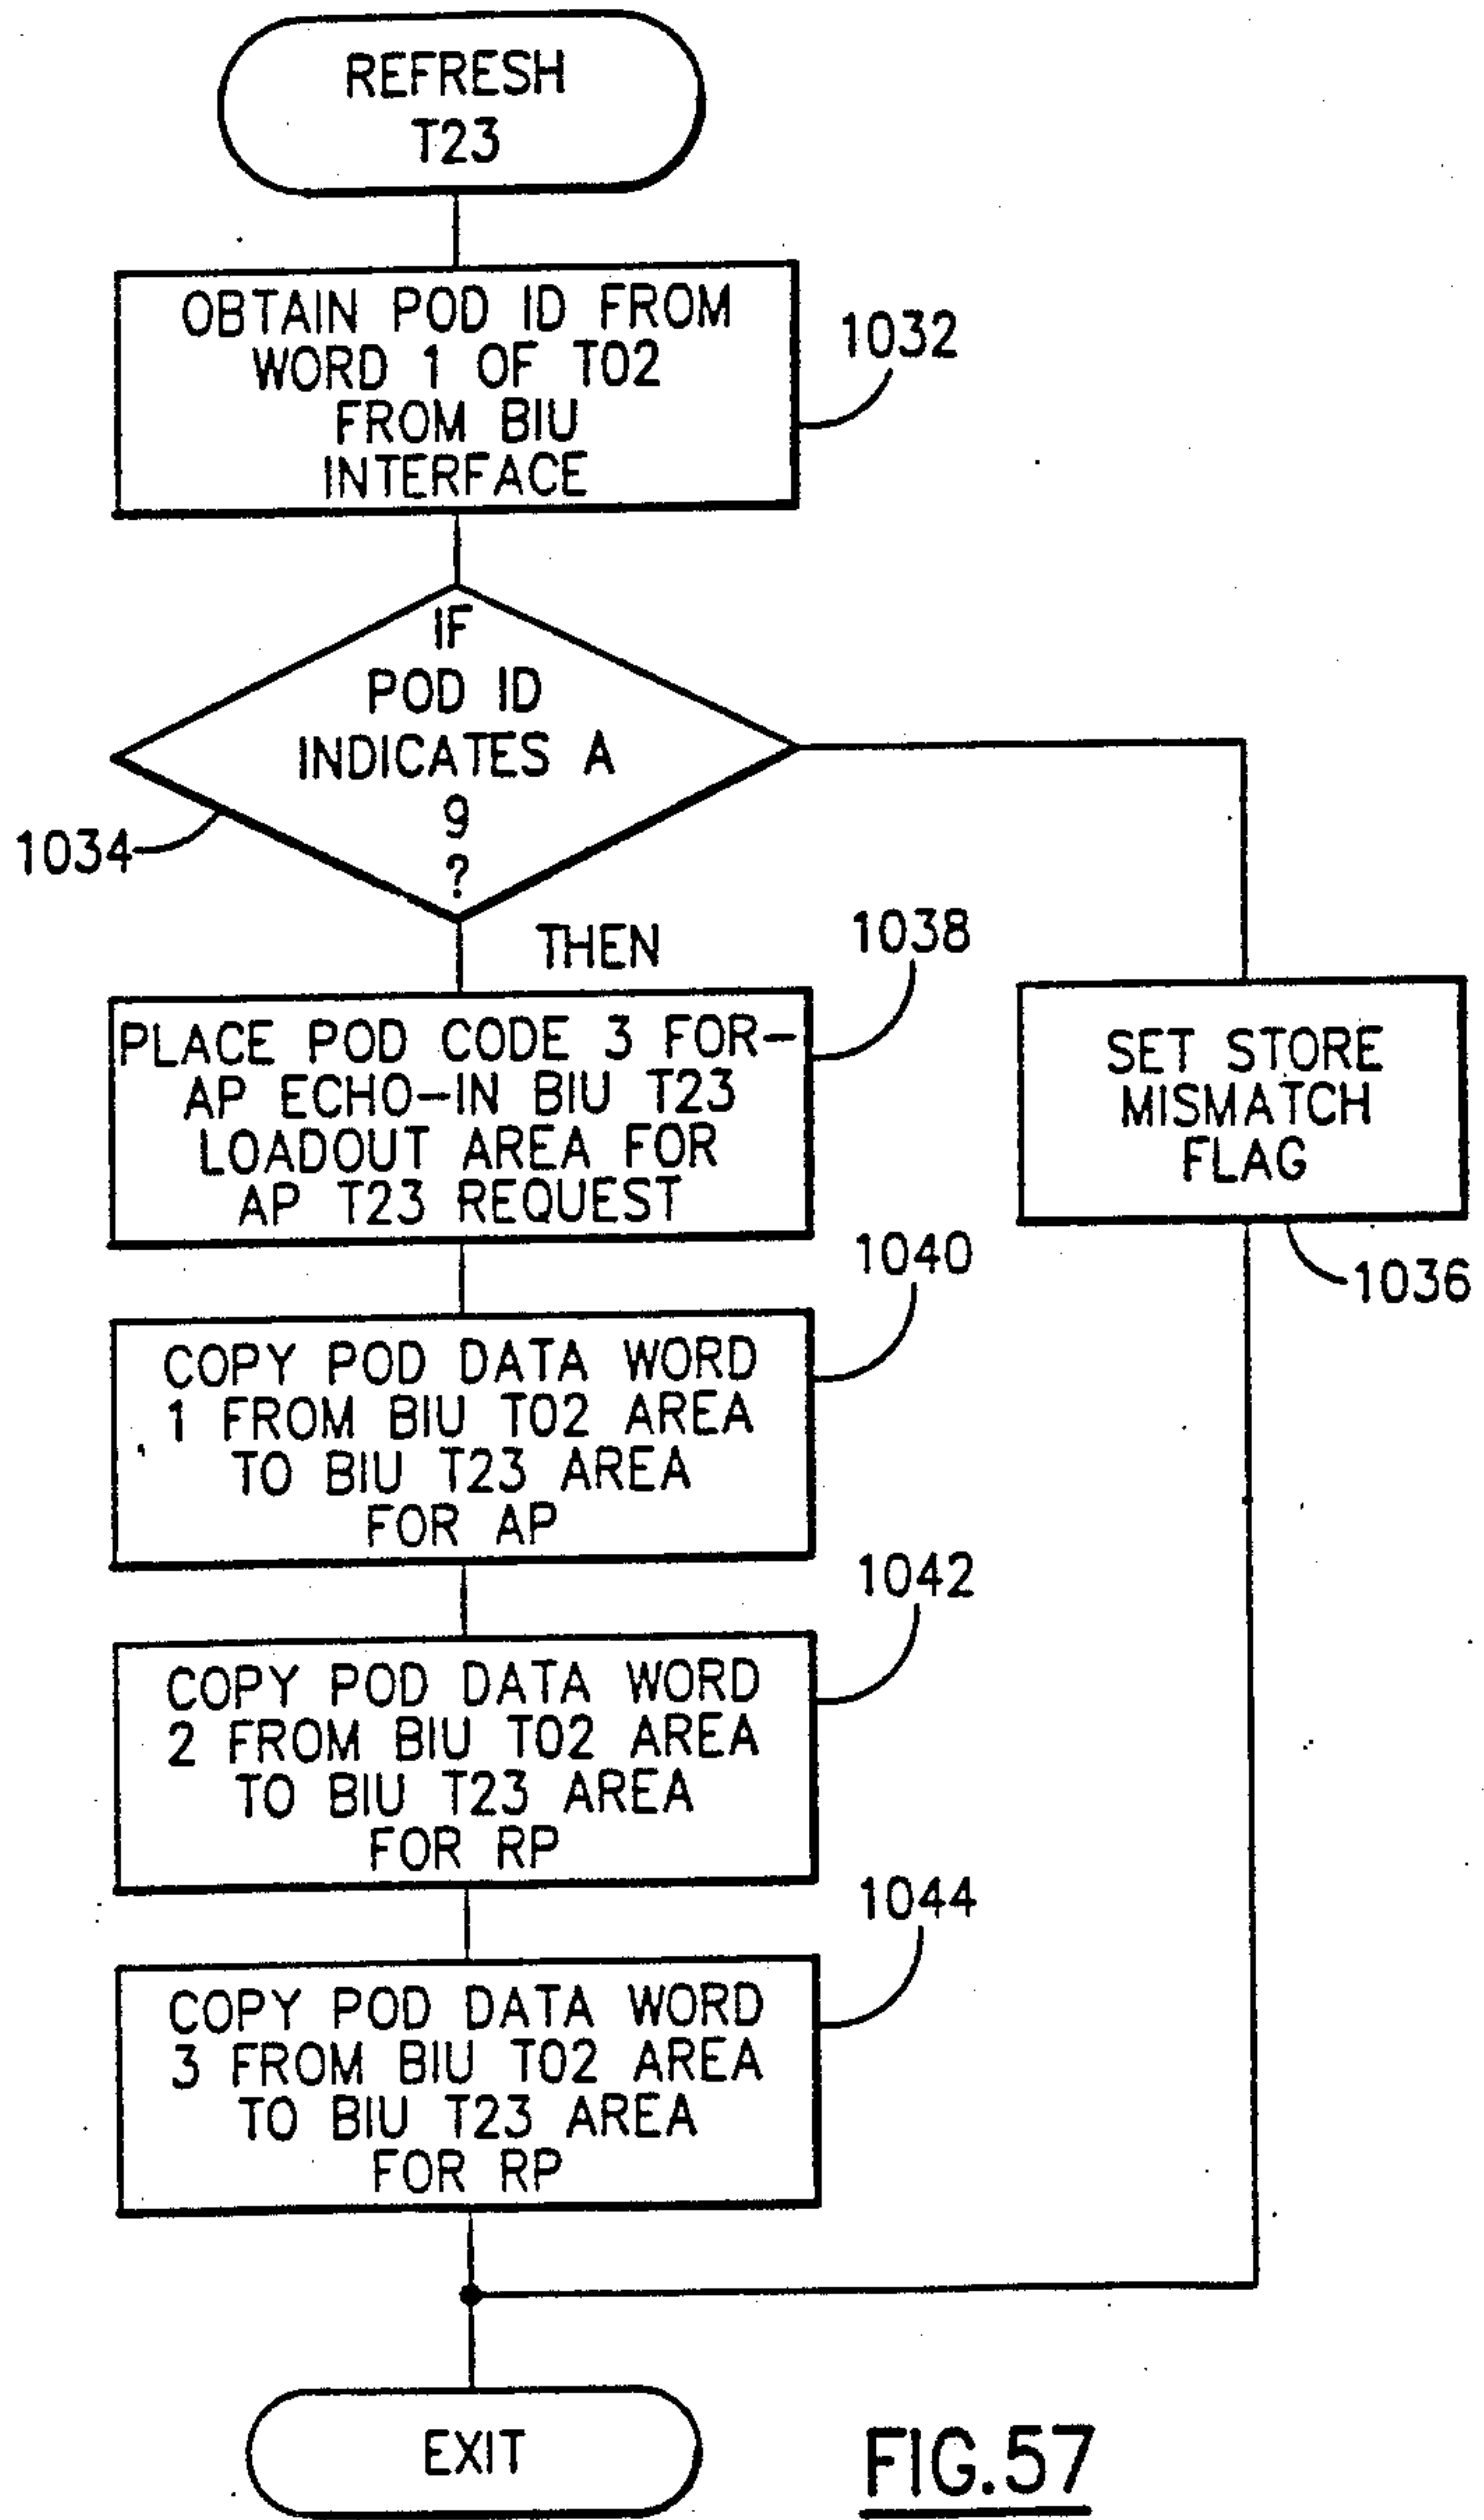 REFRESH
T23
OBTAIN POD ID FROM
WORD 1 OF T02
FROM BIU
INTERFACE
1032
IF
POD ID
INDICATES A
9
?
1034
THEN
1038
PLACE POD CODE 3 FOR-
AP ECHO-IN BIU T23
LOADOUT AREA FOR
AP T23 REQUEST
SET STORE
MISMATCH
FLAG
1036
1040
COPY POD DATA WORD
1 FROM BIU T02 AREA
TO BIU T23 AREA
FOR AP
1042
COPY POD DATA WORD
2 FROM BIU T02 AREA
TO BIU T23 AREA
FOR RP
1044
COPY POD DATA WORD
3 FROM BIU T02 AREA
TO BIU T23 AREA
FOR RP
EXIT
FIG.57